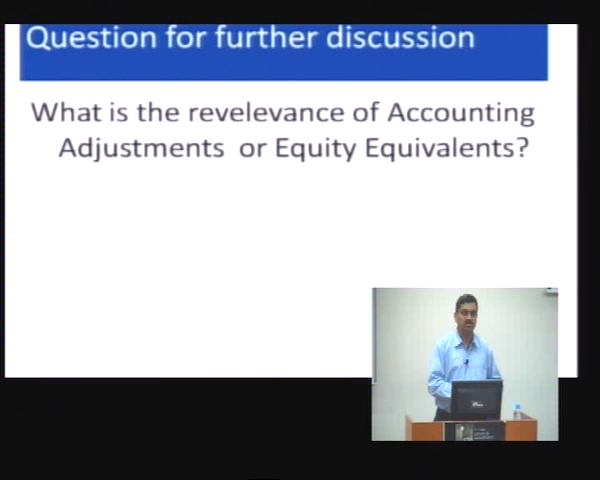 Question for further discussion
What is the revelevance of Accounting
Adjustments or Equity Equivalents?